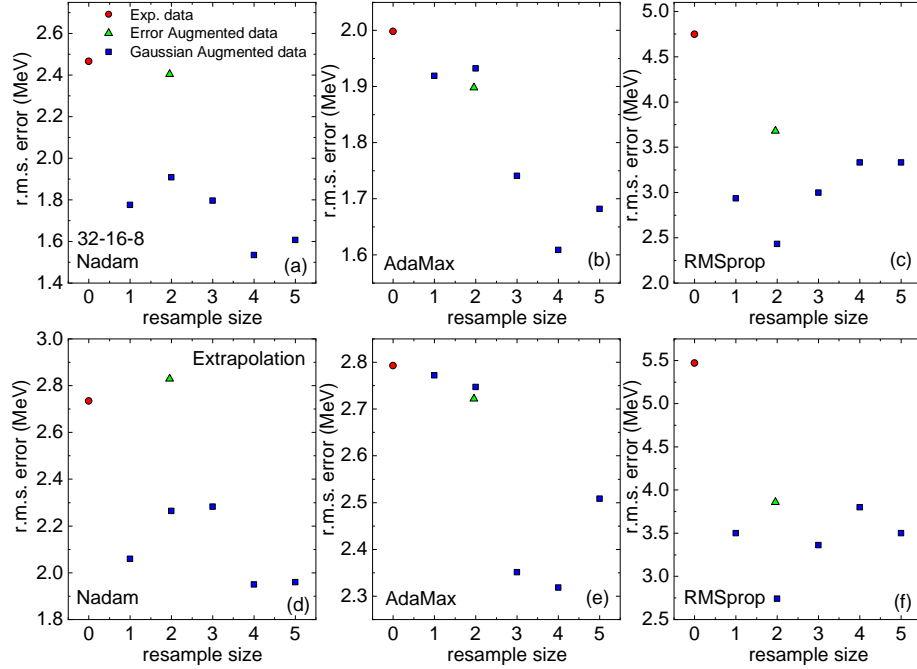 Exp. data
Error Augmented data
Gaussian Augmented data
2.6
2.4
2.2
2.0
1.8
1.6
1.4
r.m.s. error (MeV)
32-16-8
Nadam
(a)
0 1 2 3 4 5
resample size
2.0
1.9
1.8
1.7
1.6
r.m.s. error (MeV)
AdaMax
(b)
0 1 2 3 4 5
resample size
5.0
4.5
4.0
3.5
3.0
2.5
2.0
r.m.s. error (MeV)
RMSprop
(c)
0 1 2 3 4 5
resample size
3.0
2.8
2.6
2.4
2.2
2.0
1.8
r.m.s. error (MeV)
Extrapolation
Nadam
(d)
0 1 2 3 4 5
resample size
2.8
2.7
2.6
2.5
2.4
2.3
r.m.s. error (MeV)
AdaMax
(e)
0 1 2 3 4 5
resample size
5.5
5.0
4.5
4.0
3.5
3.0
2.5
r.m.s. error (MeV)
RMSprop
(f)
0 1 2 3 4 5
resample size